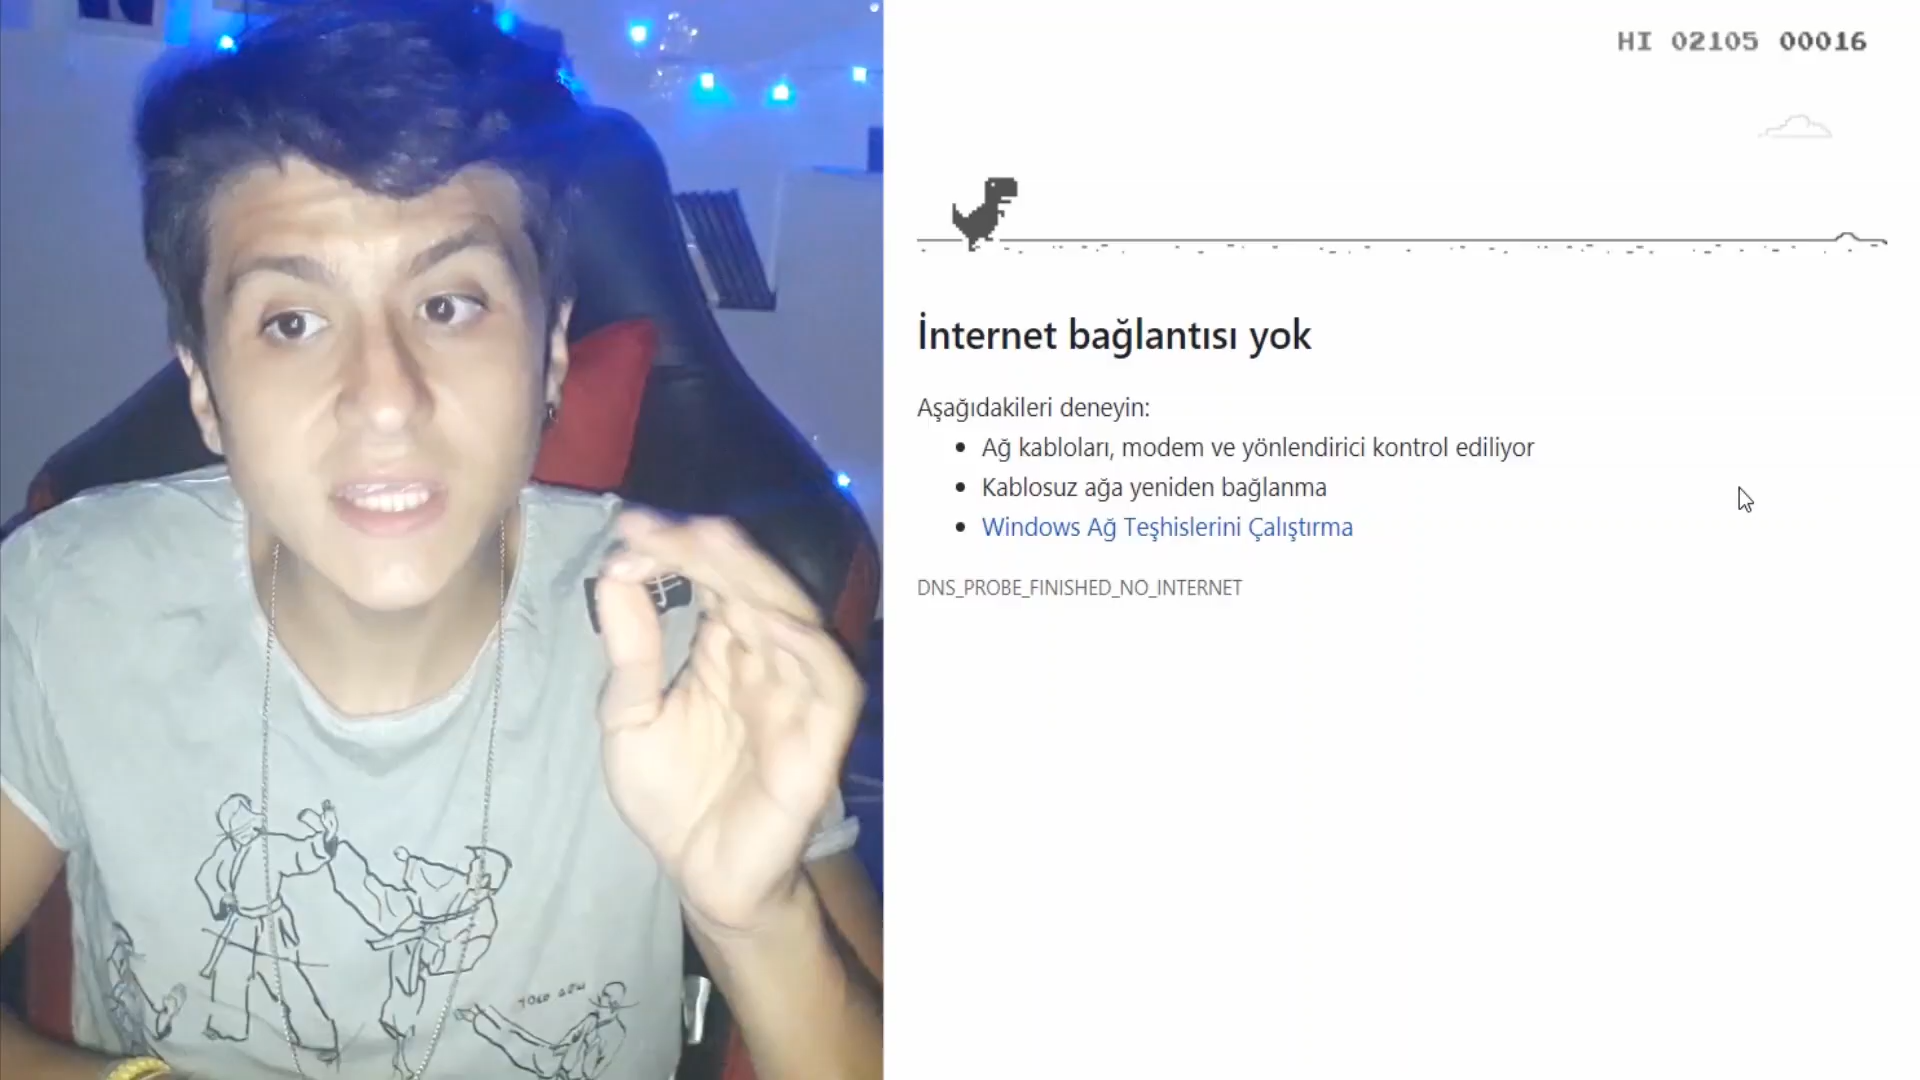 HI 02105 00016
İnternet bağlantısı yok
Aşağıdakileri deneyin:
Ağ kabloları, modem ve yönlendirici kontrol ediliyor
Kablosuz ağa yeniden bağlanma
Windows Ağ Teşhislerini Çalıştırma
DNS_PROBE_FINISHED_NO_INTERNET